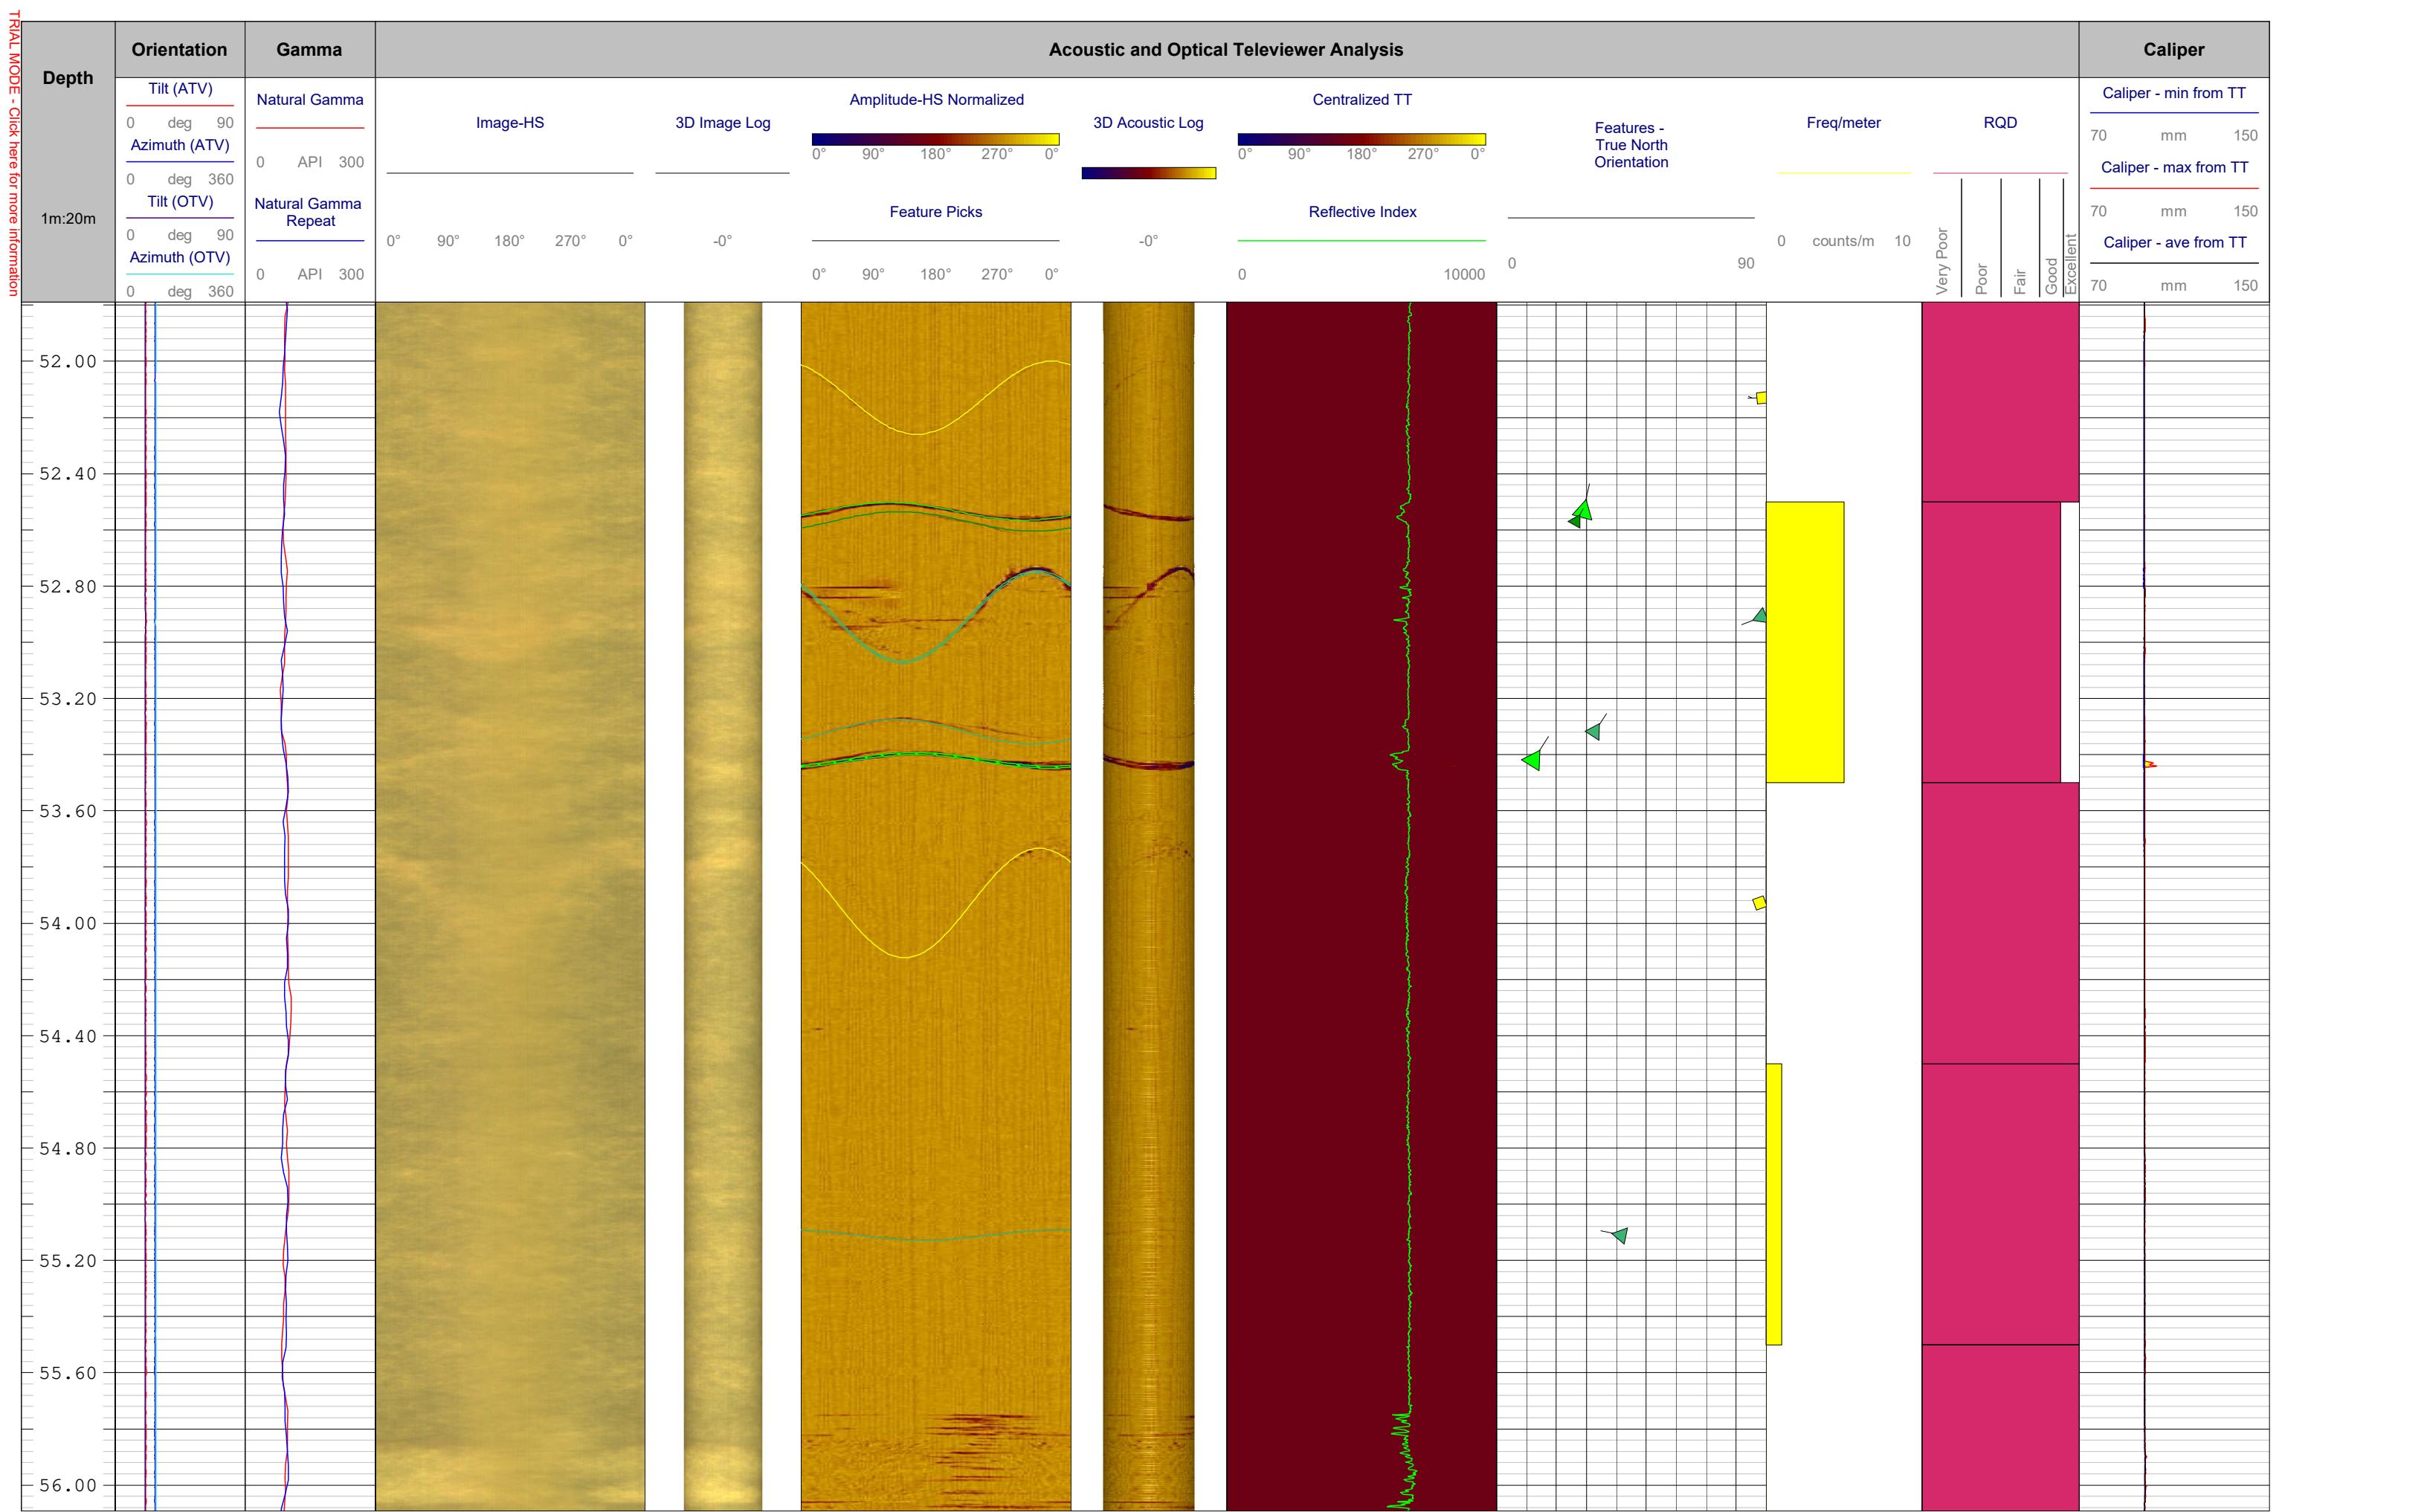 TRIAL MODE - Click here for more information
Depth
1m:20m
Orientation
Tilt (ATV)
0 deg 90
Azimuth (ATV)
0 deg 360
Tilt (OTV)
0 deg 90
Azimuth (OTV)
0 deg 360
Gamma
Natural Gamma
0 API 300
Natural Gamma
Repeat
0 API 300
Acoustic and Optical Televiewer Analysis
Image-HS
0° 90° 180° 270° 0°
3D Image Log
-0°
Amplitude-HS Normalized
0° 90° 180° 270° 0°
Feature Picks
0° 90° 180° 270° 0°
3D Acoustic Log
-0°
Centralized TT
0° 90° 180° 270° 0°
Reflective Index
0 10000
Features -
True North
Orientation
0 90
Freq/meter
0 counts/m 10
RQD
Very Poor
Poor
Fair
Good
Excellent
Caliper
Caliper - min from TT
70 mm 150
Caliper - max from TT
70 mm 150
Caliper - ave from TT
70 mm 150
52.00
52.40
52.80
53.20
53.60
54.00
54.40
54.80
55.20
55.60
56.00